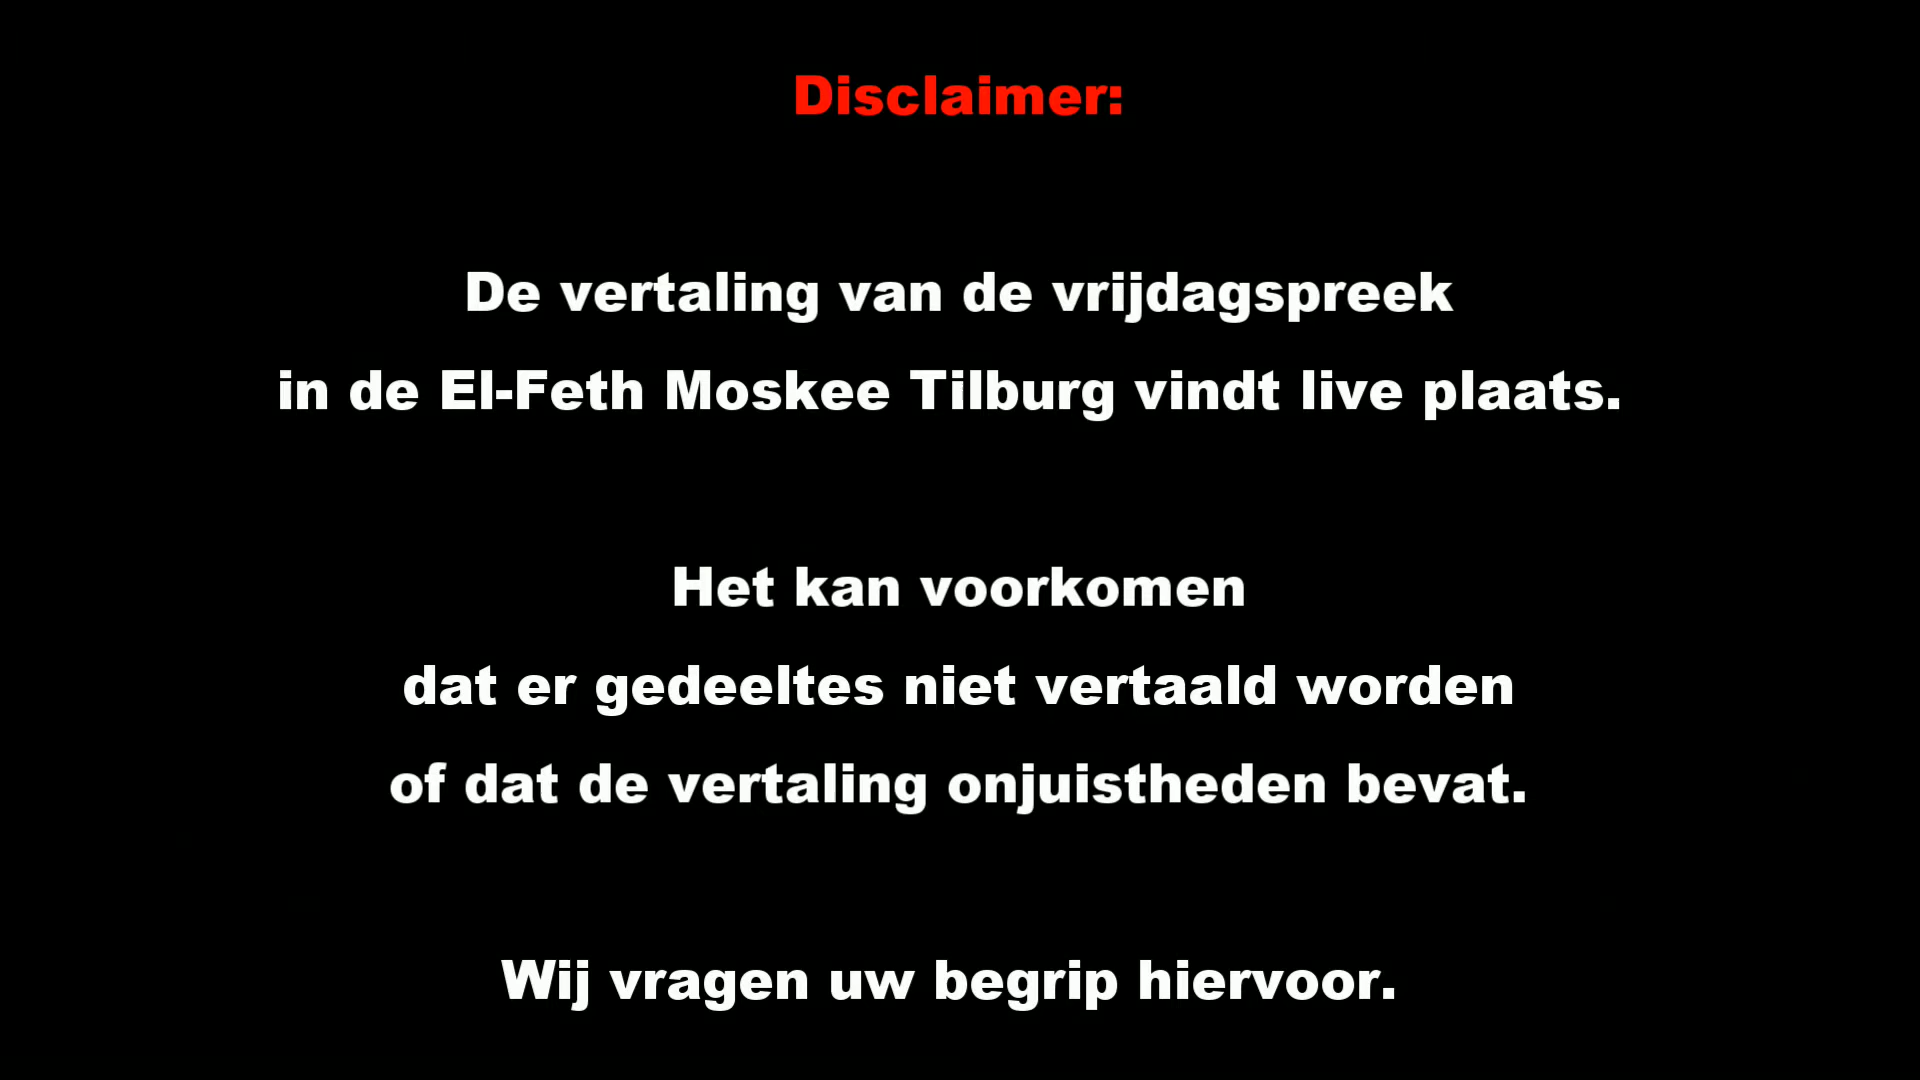 Disclaimer:
De vertaling van de vrijdagspreek
in de El-Feth Moskee Tilburg vindt live plaats.
Het kan voorkomen
dat er gedeeltes niet vertaald worden
of dat de vertaling onjuistheden bevat.
Wij vragen uw begrip hiervoor.